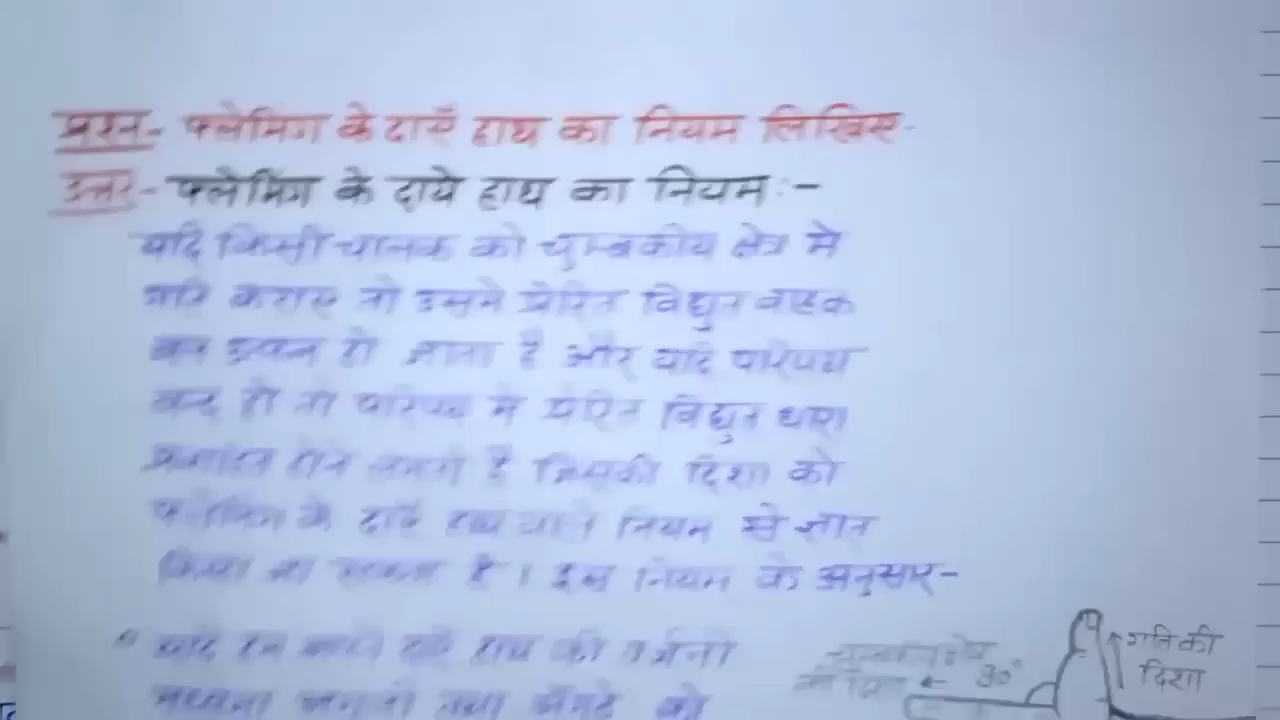 प्रश्न- फ्लेमिंग के दाएँ हाथ का नियम लिखिए-
उत्तर- फ्लेमिंग के दाये हाथ का नियम :-
यदि किसी चालक को चुम्बकीय क्षेत्र मे
गति कराए तो उसमे प्रेरित विद्युत वाहक
बल उत्पन्न हो जाता है और यदि परिपथ
बन्द हो तो परिपथ मे प्रेरित विद्युत धारा
प्रवाहित होने लगती है जिसकी दिशा को
फ्लेमिंग के दाएँ हाथ वाले नियम से ज्ञात
किया जा सकता है । इस नियम के अनुसार-
" यदि हम अपने दाएँ हाथ की तर्जनी
मध्यमा अंगुली तथा अँगूठे को
चुम्बकीय क्षेत्र
की दिशा
90°
गति की
दिशा